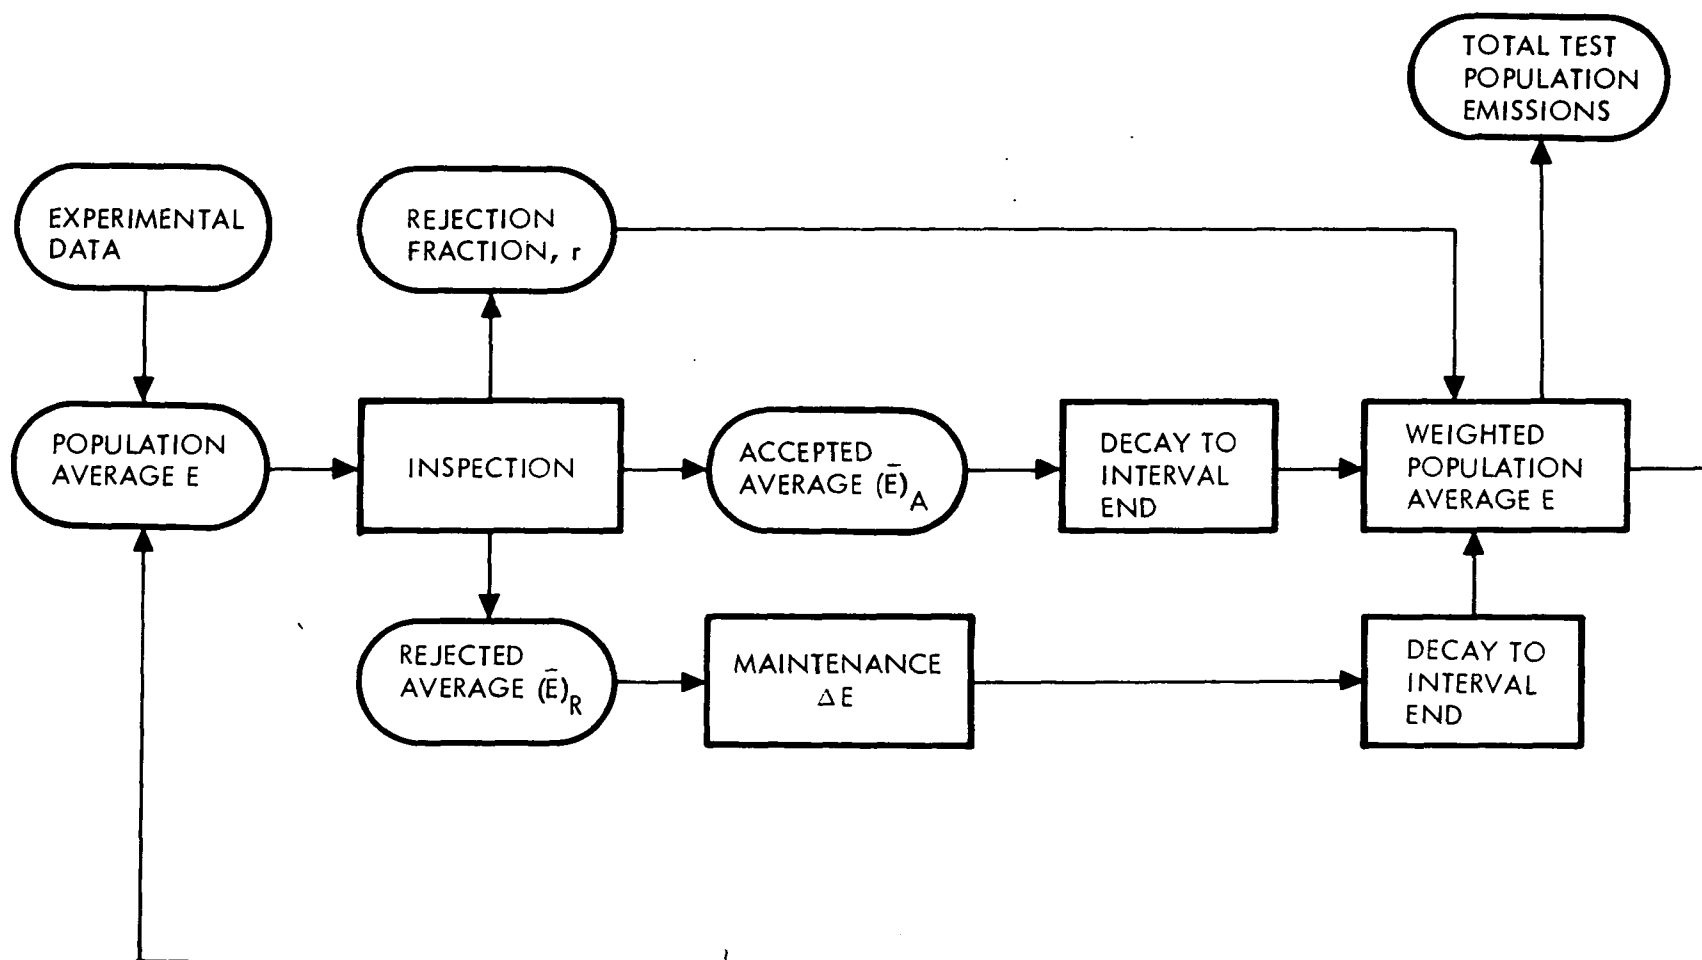 TOTAL TEST
POPULATION
EMISSIONS
EXPERIMENTAL
DATA
REJECTION
FRACTION, r
POPULATION
AVERAGE E
INSPECTION
ACCEPTED
AVERAGE (Ē)A
DECAY TO
INTERVAL
END
WEIGHTED
POPULATION
AVERAGE E
REJECTED
AVERAGE (Ē)R
MAINTENANCE
ΔE
DECAY TO
INTERVAL
END